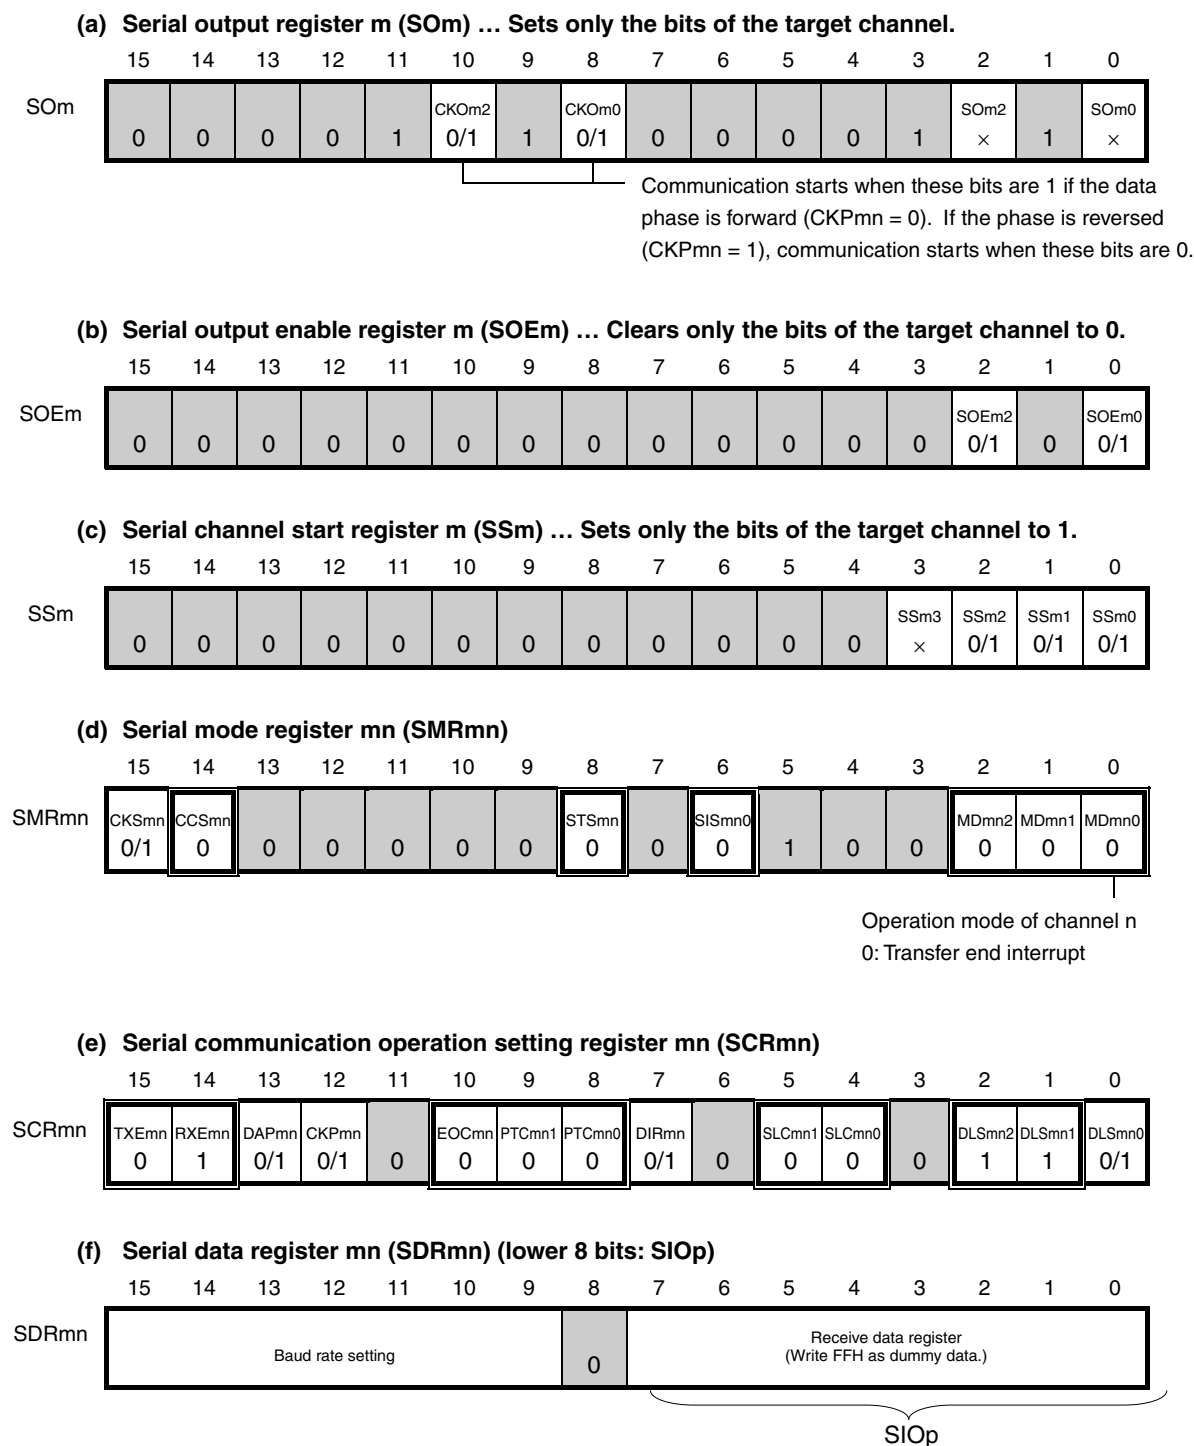 (a) Serial output register m (SOm) … Sets only the bits of the target channel.
15 14 13 12 11 10 9 8 7 6 5 4 3 2 1 0
SOm
CKOm2 CKOm0 SOm2 SOm0
0 0 0 0 1 0/1 1 0/1 0 0 0 0 1 × 1 ×
Communication starts when these bits are 1 if the data
phase is forward (CKPmn = 0). If the phase is reversed
(CKPmn = 1), communication starts when these bits are 0.
(b) Serial output enable register m (SOEm) … Clears only the bits of the target channel to 0.
15 14 13 12 11 10 9 8 7 6 5 4 3 2 1 0
SOEm
SOEm2 SOEm0
0 0 0 0 0 0 0 0 0 0 0 0 0 0/1 0 0/1
(c) Serial channel start register m (SSm) … Sets only the bits of the target channel to 1.
15 14 13 12 11 10 9 8 7 6 5 4 3 2 1 0
SSm
SSm3 SSm2 SSm1 SSm0
0 0 0 0 0 0 0 0 0 0 0 0 × 0/1 0/1 0/1
(d) Serial mode register mn (SMRmn)
15 14 13 12 11 10 9 8 7 6 5 4 3 2 1 0
SMRmn
CKSmn CCSmn STSmn SISmn0 MDmn2 MDmn1 MDmn0
0/1 0 0 0 0 0 0 0 0 0 1 0 0 0 0 0
Operation mode of channel n
0: Transfer end interrupt
(e) Serial communication operation setting register mn (SCRmn)
15 14 13 12 11 10 9 8 7 6 5 4 3 2 1 0
SCRmn
TXEmn RXEmn DAPmn CKPmn EOCmn PTCmn1 PTCmn0 DIRmn SLCmn1 SLCmn0 DLSmn2 DLSmn1 DLSmn0
0 1 0/1 0/1 0 0 0 0 0/1 0 0 0 0 1 1 0/1
(f) Serial data register mn (SDRmn) (lower 8 bits: SIOp)
15 14 13 12 11 10 9 8 7 6 5 4 3 2 1 0
SDRmn
Baud rate setting
0
Receive data register
(Write FFH as dummy data.)
SIOp